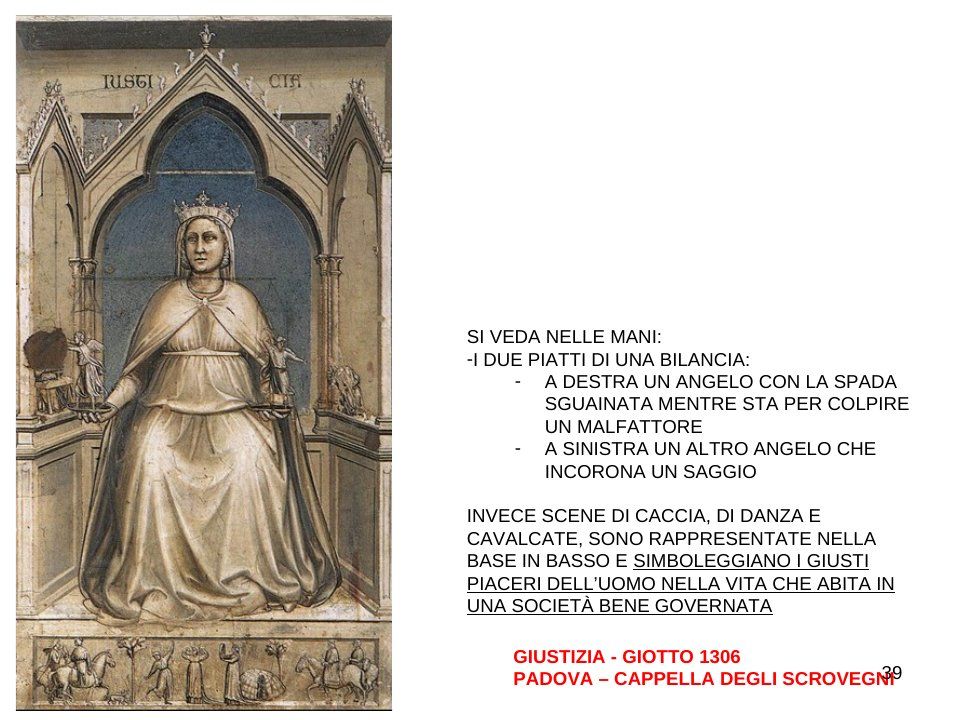 IUSTI CIA
SI VEDA NELLE MANI:
-I DUE PIATTI DI UNA BILANCIA:
- A DESTRA UN ANGELO CON LA SPADA
SGUAINATA MENTRE STA PER COLPIRE
UN MALFATTORE
- A SINISTRA UN ALTRO ANGELO CHE
INCORONA UN SAGGIO
INVECE SCENE DI CACCIA, DI DANZA E
CAVALCATE, SONO RAPPRESENTATE NELLA
BASE IN BASSO E SIMBOLEGGIANO I GIUSTI
PIACERI DELL’UOMO NELLA VITA CHE ABITA IN
UNA SOCIETÀ BENE GOVERNATA
GIUSTIZIA - GIOTTO 1306
PADOVA – CAPPELLA DEGLI SCROVEGNI
39